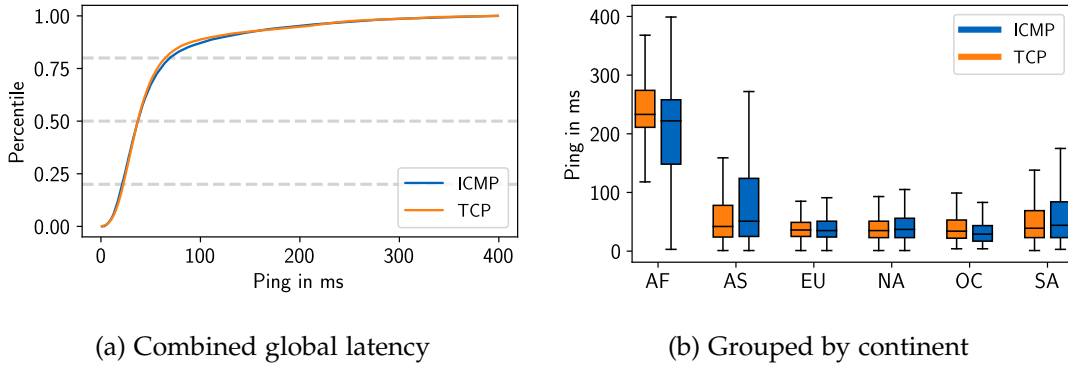 1.00
0.75
0.50
0.25
0.00
Percentile
ICMP
TCP
0 100 200 300 400
Ping in ms
(a) Combined global latency
400
300
200
100
0
Ping in ms
ICMP
TCP
AF AS EU NA OC SA
(b) Grouped by continent